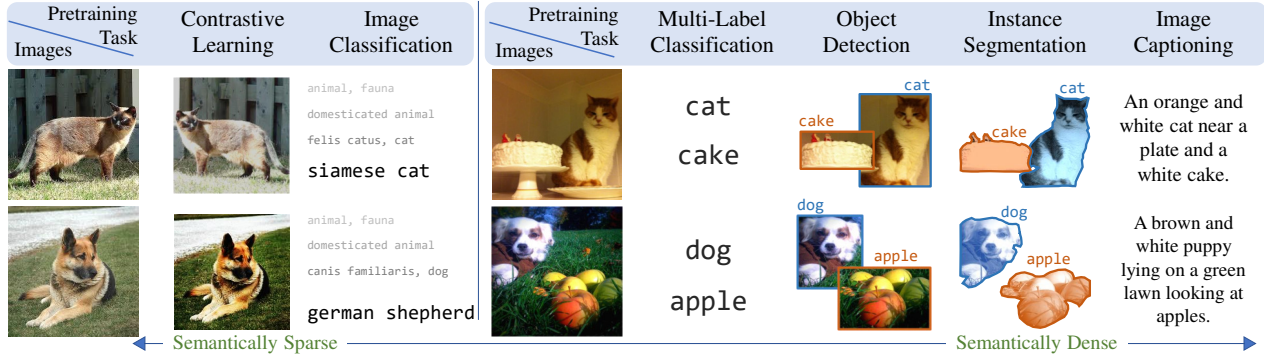 Pretraining
Task
Images
Contrastive
Learning
Image
Classification
Pretraining
Task
Images
Multi-Label
Classification
Object
Detection
Instance
Segmentation
Image
Captioning
animal, fauna
domesticated animal
felis catus, cat
siamese cat
cat
cake
cat
cake
cat
cake
An orange and
white cat near a
plate and a
white cake.
animal, fauna
domesticated animal
canis familiaris, dog
german shepherd
dog
apple
dog
apple
dog
apple
A brown and
white puppy
lying on a green
lawn looking at
apples.
Semantically Sparse
Semantically Dense